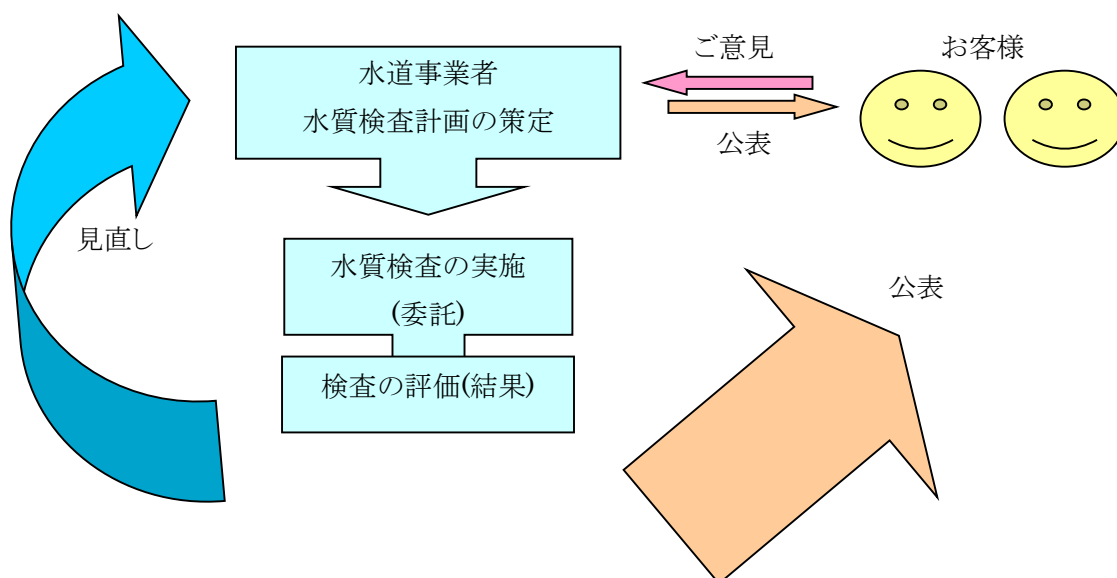 ご意見
お客様
水道事業者
水質検査計画の策定
公表
見直し
水質検査の実施
(委託)
公表
検査の評価(結果)